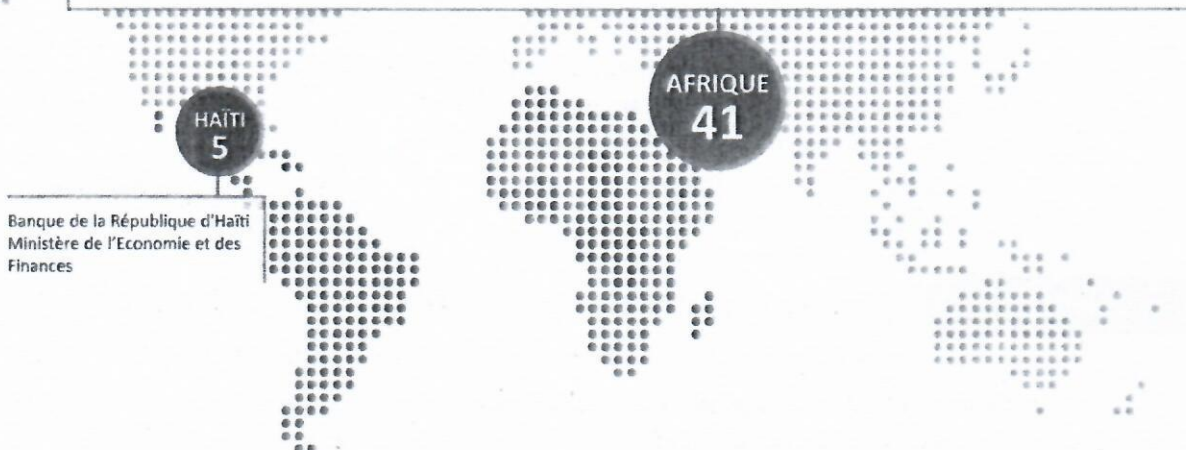 AFRIQUE
41
HAÏTI
5
Banque de la République d'Haïti
Ministère de l'Economie et des
Finances